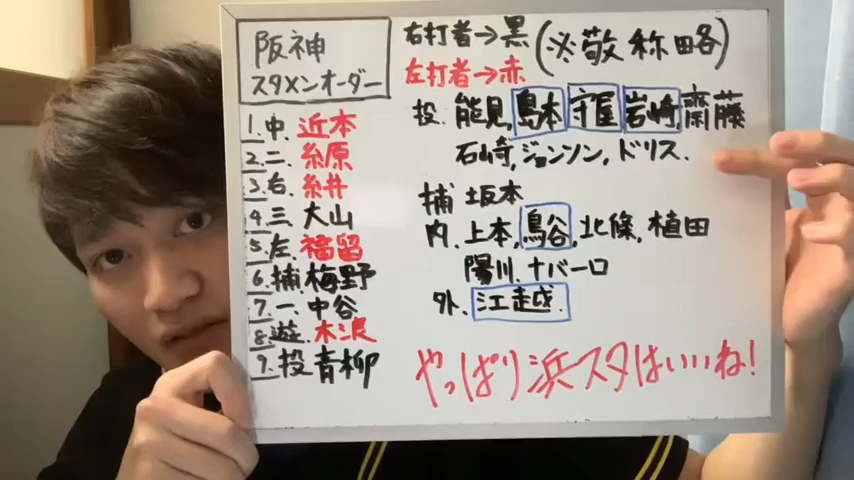 阪神
スタメンオーダー
1.中 近本
2.二 糸原
3.右 糸井
4.三 大山
5.左 福留
6.捕 梅野
7.一 中谷
8.遊 木浪
9.投 青柳
右打者→黒
左打者→赤
(※敬称略)
投. 能見, 島本, 守屋, 岩崎, 齋藤
石崎, ジョンソン, ドリス.
捕 坂本
内. 上本, 鳥谷, 北條, 植田
陽川. ナバーロ
外. 江越.
やっぱり浜スタはいいね!